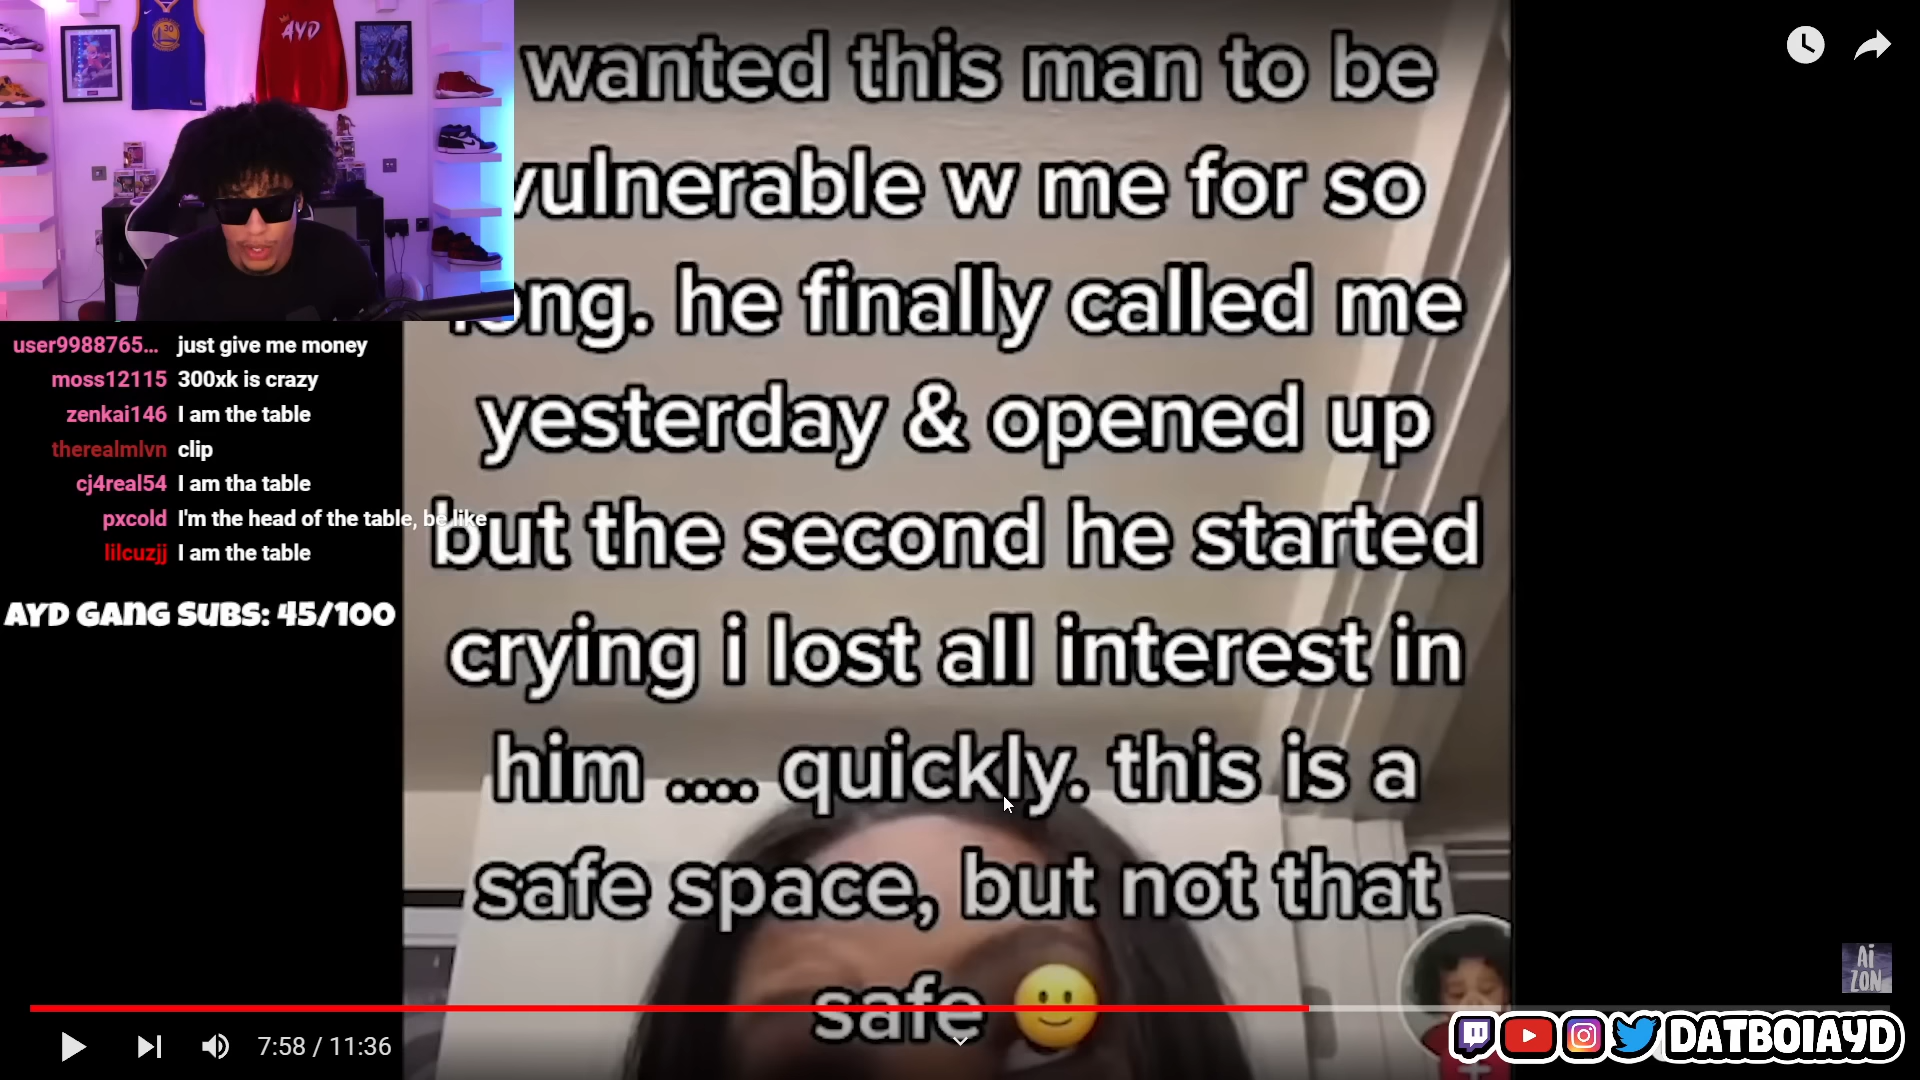 30
AYD
wanted this man to be
vulnerable w me for so
ong. he finally called me
yesterday & opened up
but the second he started
crying i lost all interest in
him .... quickly. this is a
safe space, but not that
safe 🙂
user9988765... just give me money
moss12115 300xk is crazy
zenkai146 I am the table
therealmlvn clip
cj4real54 I am tha table
pxcold I'm the head of the table, be like
lilcuzjj I am the table
AYD GANG SUBS: 45/100
Ai
ZON
7:58 / 11:36
DATBOIAYD